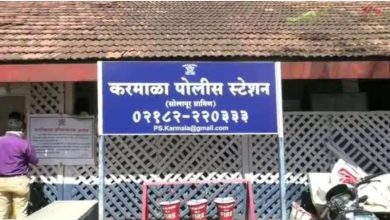 करमाळा पोलीस स्टेशन
(सोलापूर ग्रामिण)
०२१८२-२२०३३३
PS.Karmala@gmail.com